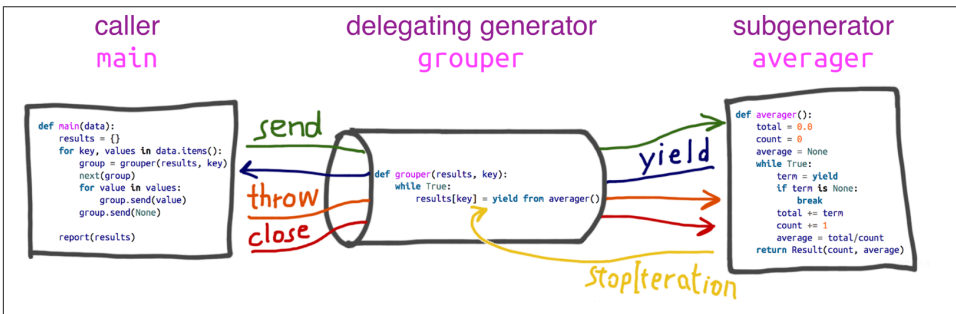 caller
main
delegating generator
grouper
subgenerator
averager
def main(data):
    results = {}
    for key, values in data.items():
        group = grouper(results, key)
        next(group)
        for value in values:
            group.send(value)
        group.send(None)

    report(results)
send
throw
close
def grouper(results, key):
    while True:
        results[key] = yield from averager()
yield
stopIteration
def averager():
    total = 0.0
    count = 0
    average = None
    while True:
        term = yield
        if term is None:
            break
        total += term
        count += 1
        average = total/count
    return Result(count, average)